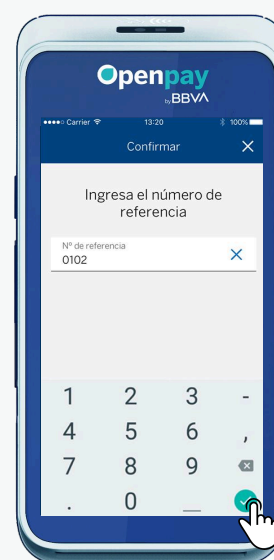 Openpay
by BBVA
Carrier 13:20 100%
Confirmar
Ingresa el número de
referencia
Nº de referencia
0102
1 2 3 -
4 5 6 ,
7 8 9
. 0 _